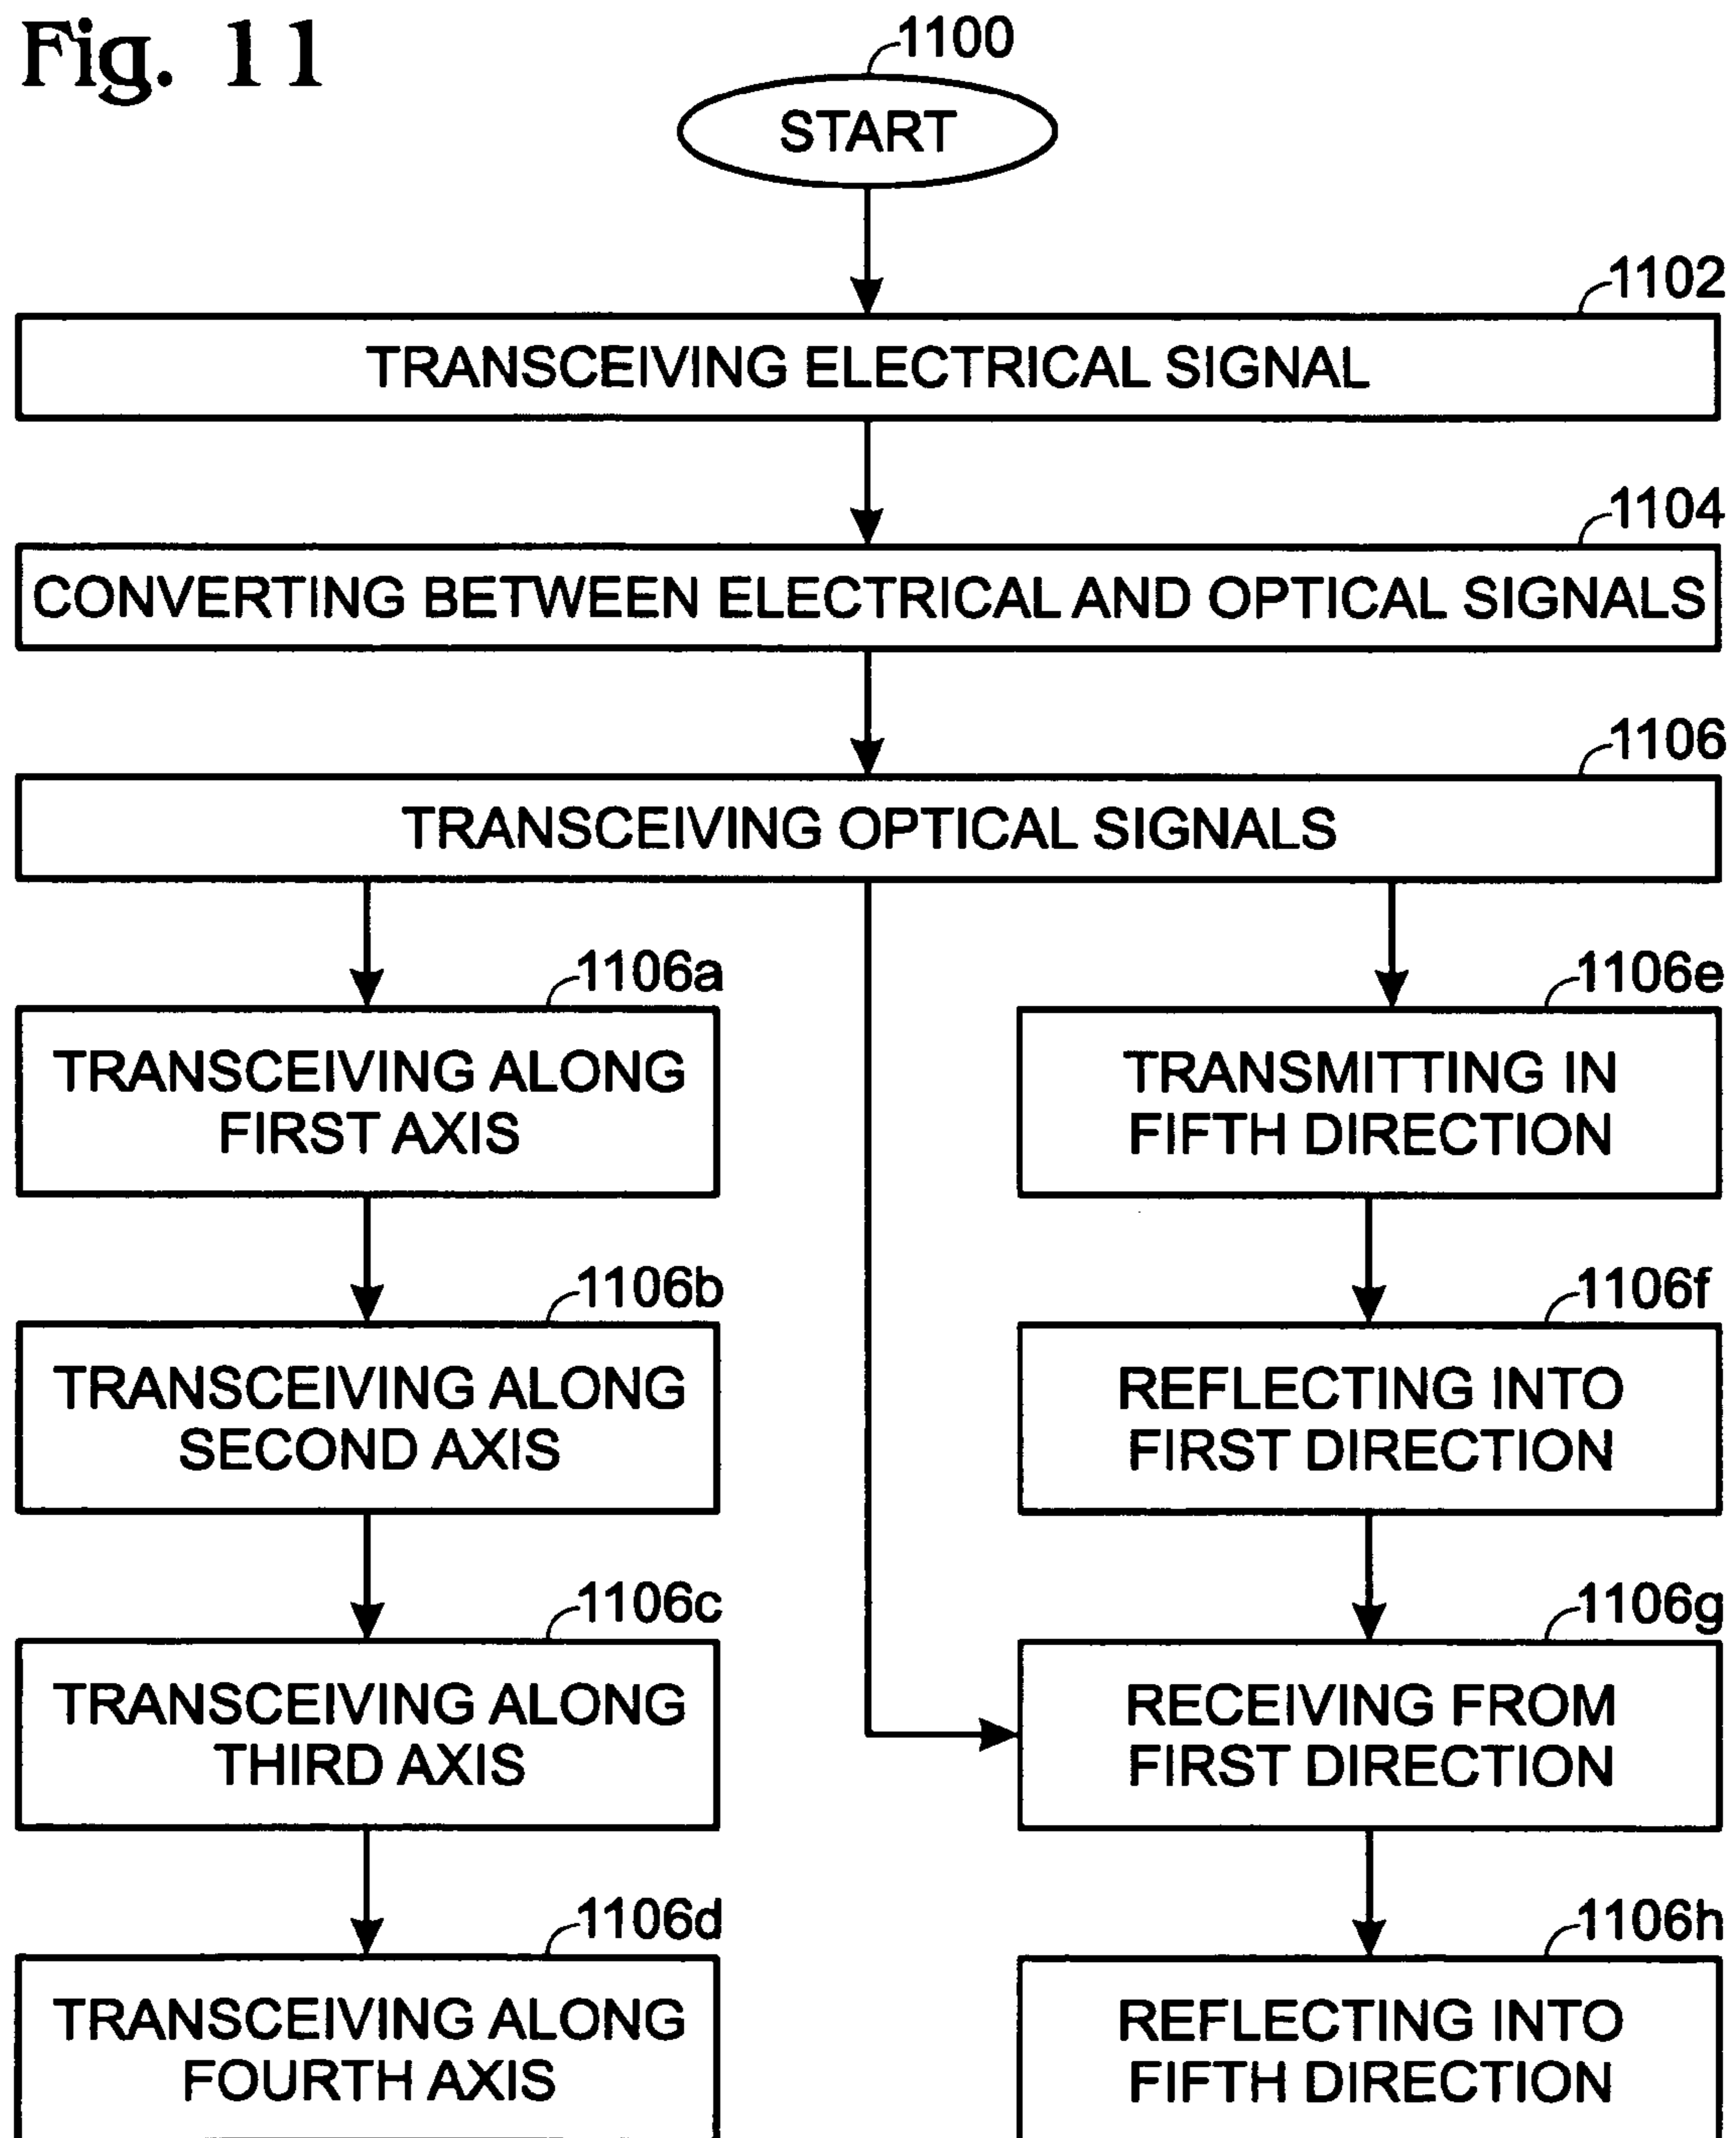 Fig. 11
1100
START
1102
TRANSCEIVING ELECTRICAL SIGNAL
1104
CONVERTING BETWEEN ELECTRICAL AND OPTICAL SIGNALS
1106
TRANSCEIVING OPTICAL SIGNALS
1106a
TRANSCEIVING ALONG
FIRST AXIS
1106b
TRANSCEIVING ALONG
SECOND AXIS
1106c
TRANSCEIVING ALONG
THIRD AXIS
1106d
TRANSCEIVING ALONG
FOURTH AXIS
1106e
TRANSMITTING IN
FIFTH DIRECTION
1106f
REFLECTING INTO
FIRST DIRECTION
1106g
RECEIVING FROM
FIRST DIRECTION
1106h
REFLECTING INTO
FIFTH DIRECTION